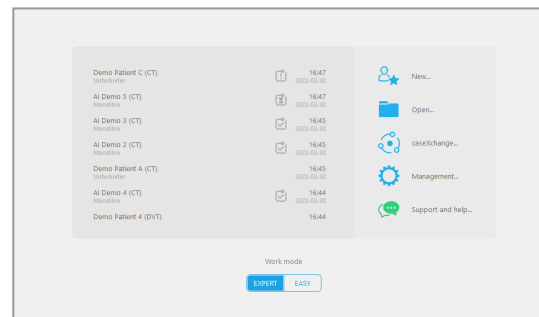 Demo Patient C (CT) 16:47
Unterkiefer 2022-03-30
AI Demo 5 (CT) 16:47
Mandible 2022-03-30
AI Demo 3 (CT) 16:45
Mandible 2022-03-30
AI Demo 2 (CT) 16:45
Mandible 2022-03-30
Demo Patient A (CT) 16:45
Unterkiefer 2022-03-30
AI Demo 4 (CT) 16:44
Mandible 2022-03-30
Demo Patient 4 (DVT) 16:44
New...
Open...
caseXchange...
Management...
Support and help...
Work mode
EXPERT EASY